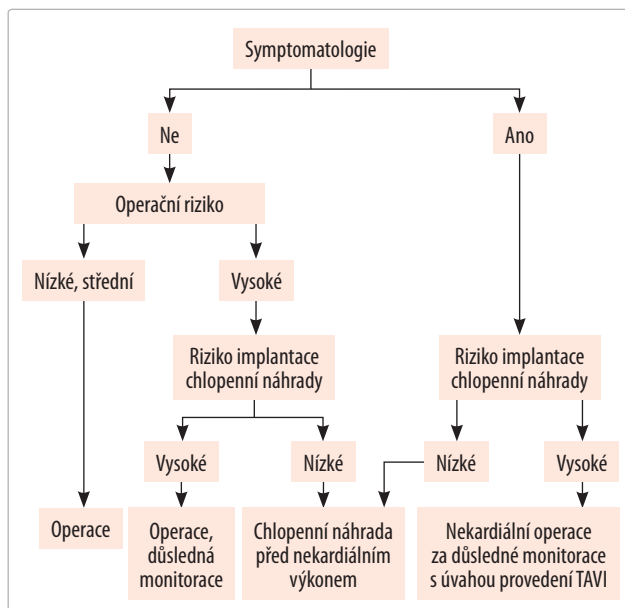 Symptomatologie
Ne
Ano
Operační riziko
Nízké, střední
Vysoké
Riziko implantace
chlopenní náhrady
Riziko implantace
chlopenní náhrady
Vysoké
Nízké
Nízké
Vysoké
Operace
Operace,
důsledná
monitorace
Chlopenní náhrada
před nekardiálním
výkonem
Nekardiální operace
za důsledné monitorace
s úvahou provedení TAVI